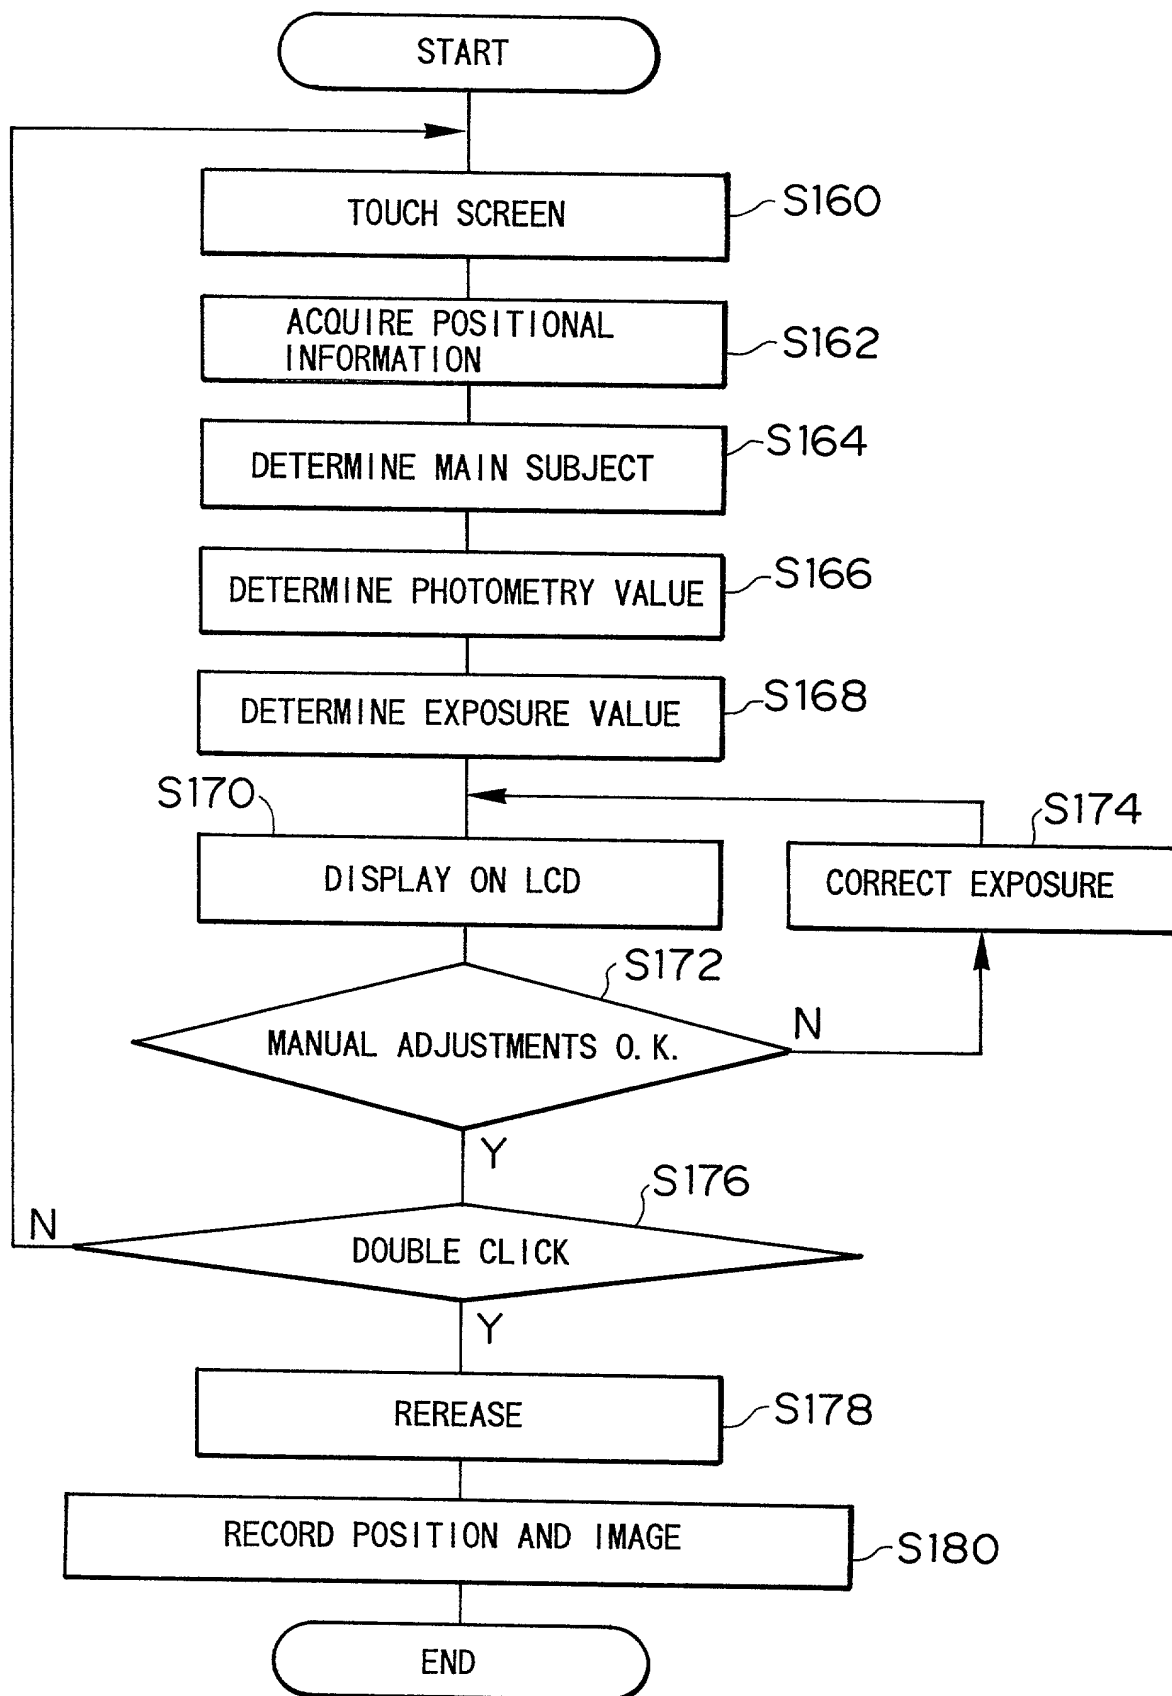 START
TOUCH SCREEN
S160
ACQUIRE POSITIONAL
INFORMATION
S162
DETERMINE MAIN SUBJECT
S164
DETERMINE PHOTOMETRY VALUE
S166
DETERMINE EXPOSURE VALUE
S168
S170
DISPLAY ON LCD
S174
CORRECT EXPOSURE
S172
MANUAL ADJUSTMENTS O.K.
N
Y
S176
N
DOUBLE CLICK
Y
REREASE
S178
RECORD POSITION AND IMAGE
S180
END